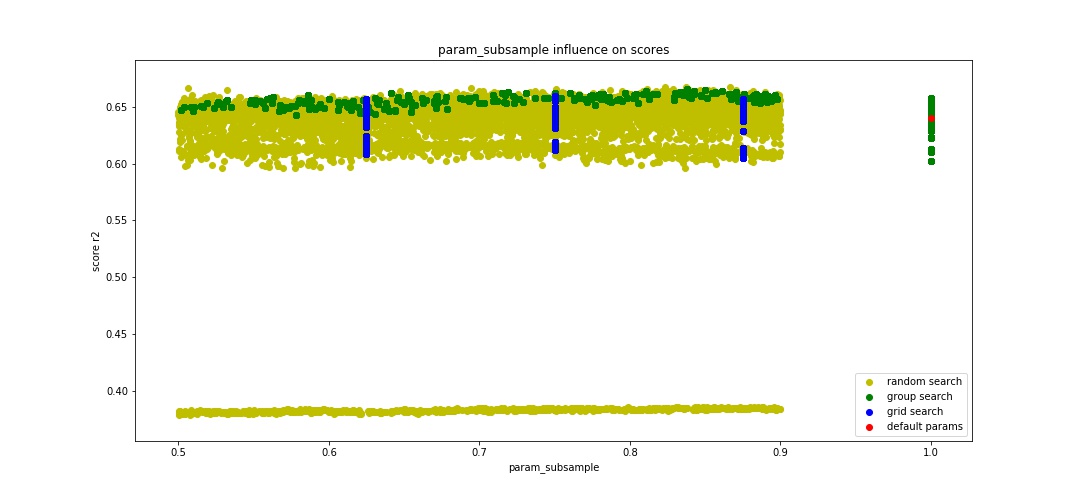 param_subsample influence on scores
score r2
0.65
0.60
0.55
0.50
0.45
0.40
0.5
0.6
0.7
0.8
0.9
1.0
param_subsample
random search
group search
grid search
default params